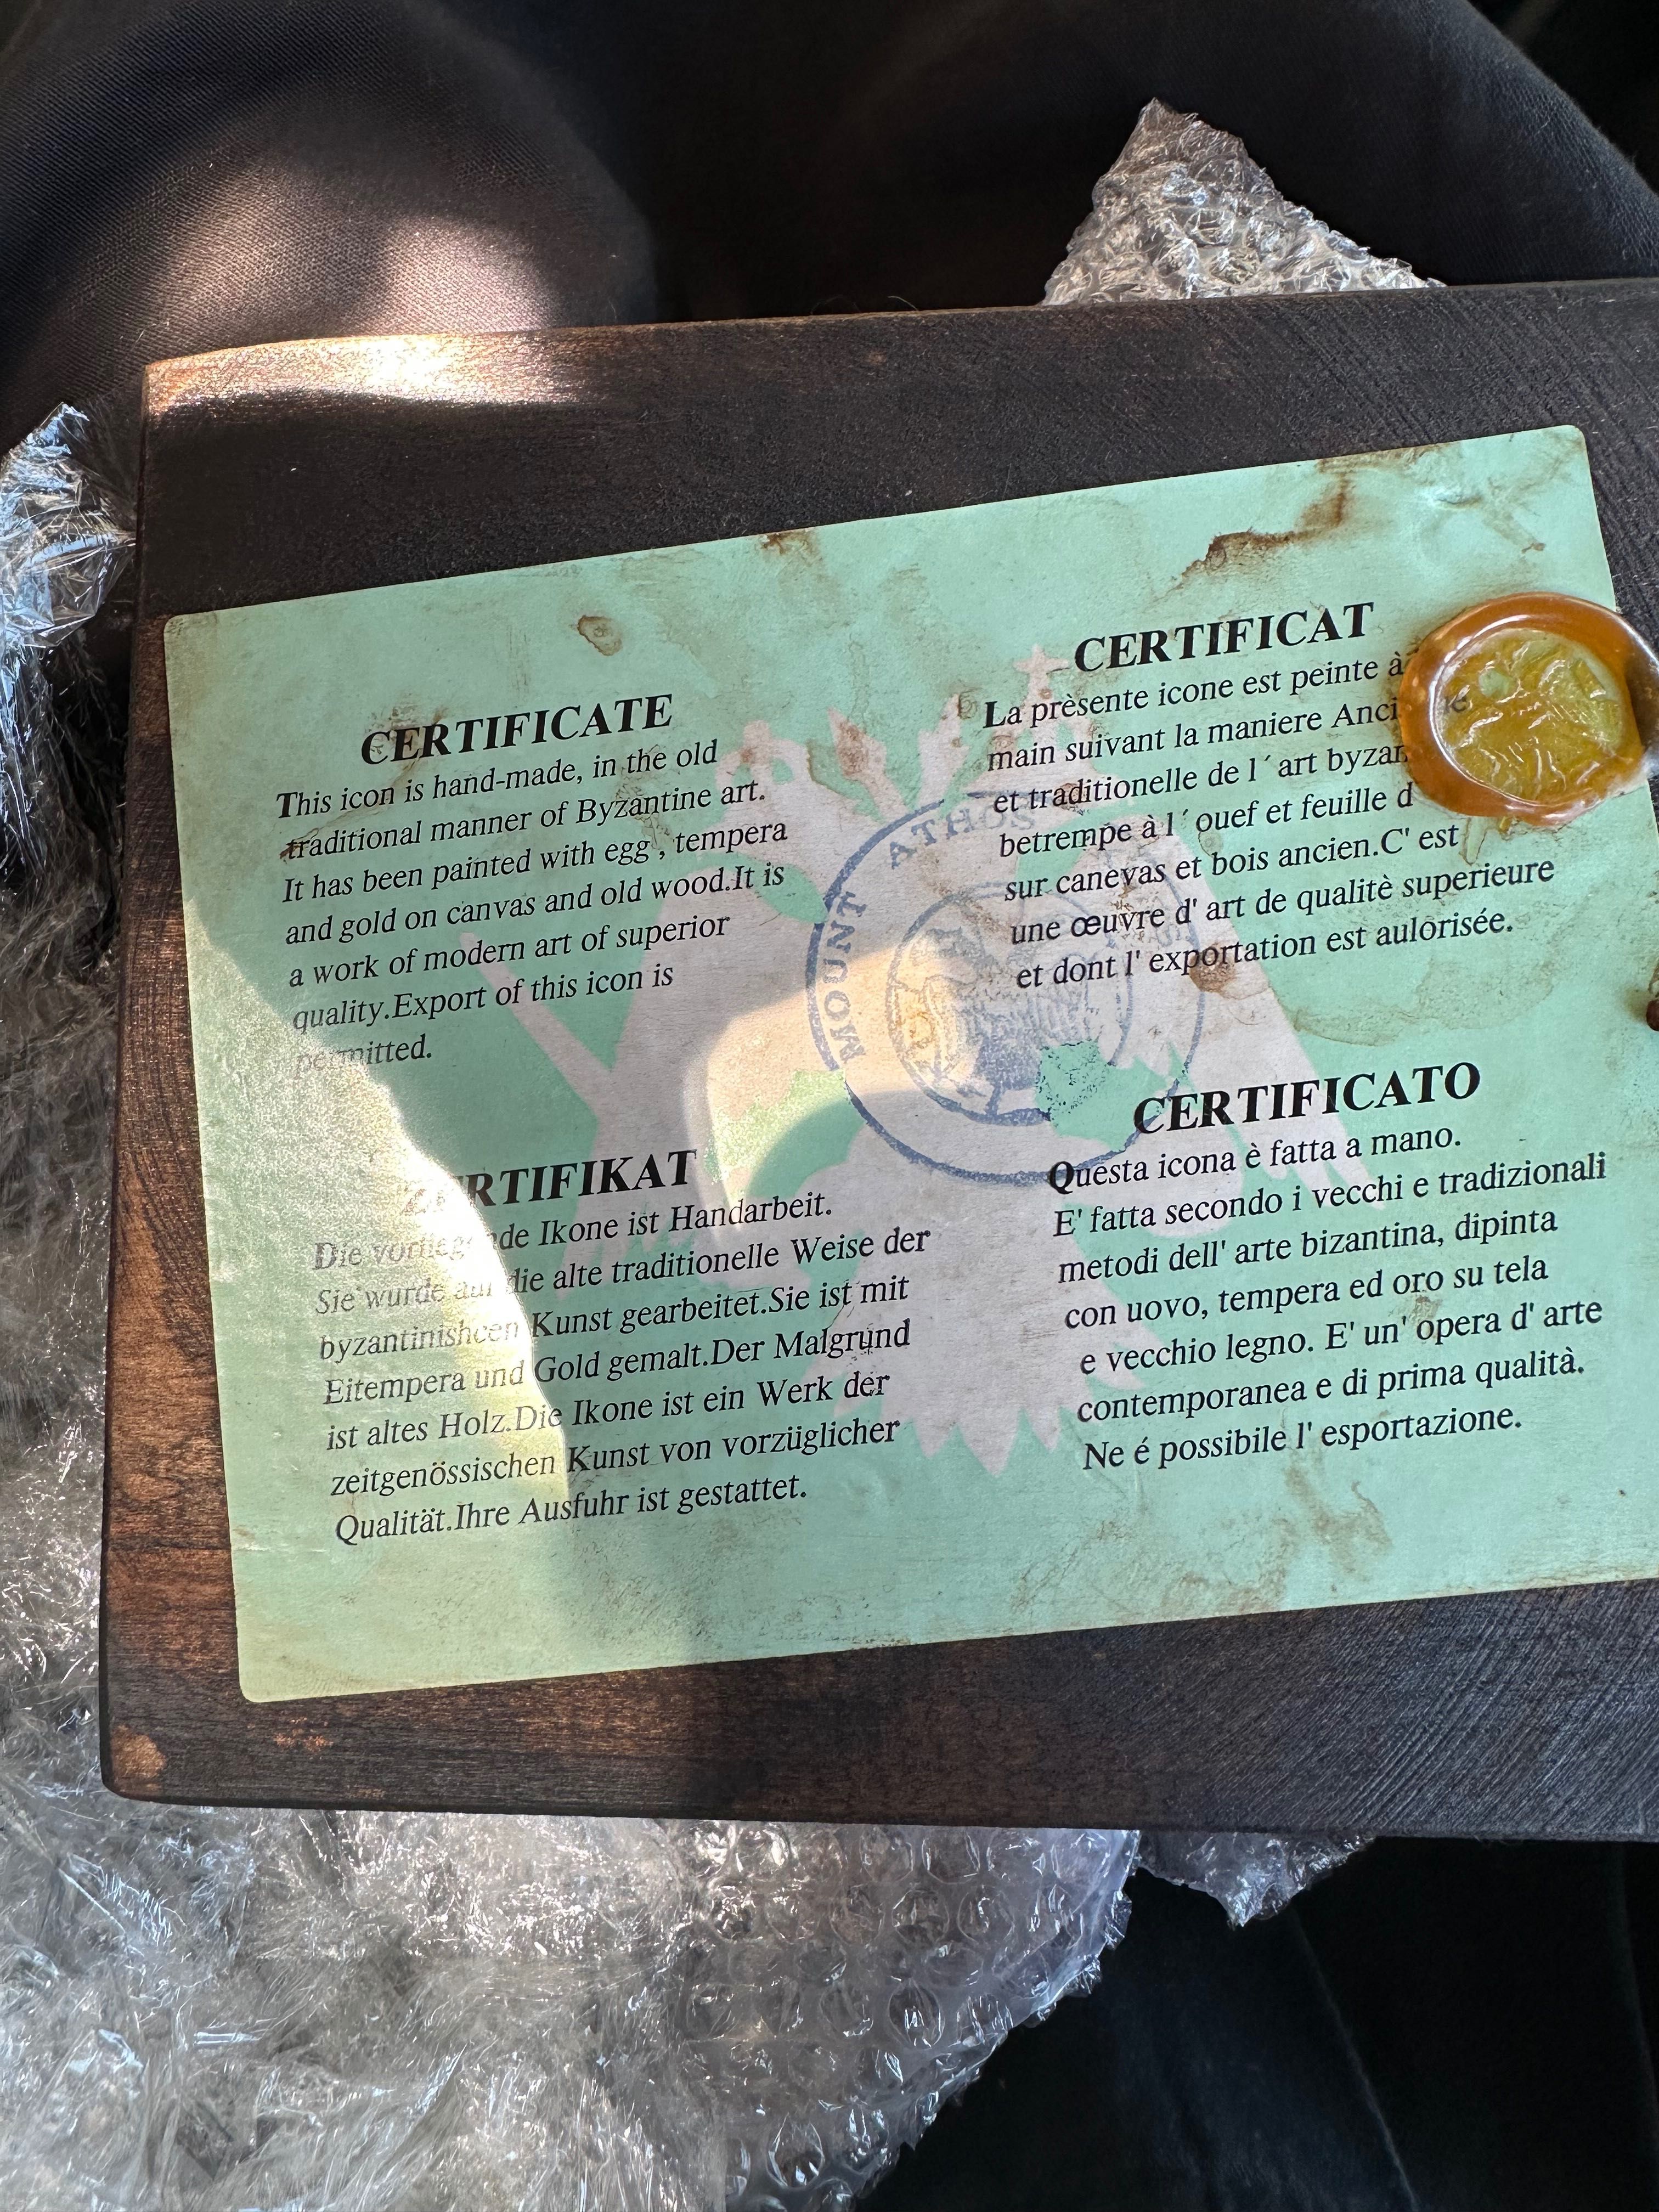 CERTIFICATE
This icon is hand-made, in the old
traditional manner of Byzantine art.
It has been painted with egg , tempera
and gold on canvas and old wood.It is
a work of modern art of superior
quality.Export of this icon is
permitted.
CERTIFICAT
La prèsente icone est peinte à
main suivant la maniere
et traditionelle de l´ art
betrempe à l´ ouef et feuille
sur canevas et bois ancien.C' est
une œuvre d' art de qualitè superieure
et dont l' exportation est aulorisée.
MOUNT ATHOS
ZERTIFIKAT
Die vorliegende Ikone ist Handarbeit.
Sie wurde auf die alte traditionelle Weise der
byzantinishcen Kunst gearbeitet.Sie ist mit
Eitempera und Gold gemalt.Der Malgrund
ist altes Holz.Die Ikone ist ein Werk der
zeitgenössischen Kunst von vorzüglicher
Qualität.Ihre Ausfuhr ist gestattet.
CERTIFICATO
Questa icona è fatta a mano.
E' fatta secondo i vecchi e tradizionali
metodi dell' arte bizantina, dipinta
con uovo, tempera ed oro su tela
e vecchio legno. E' un' opera d' arte
contemporanea e di prima qualità.
Ne é possibile l' esportazione.